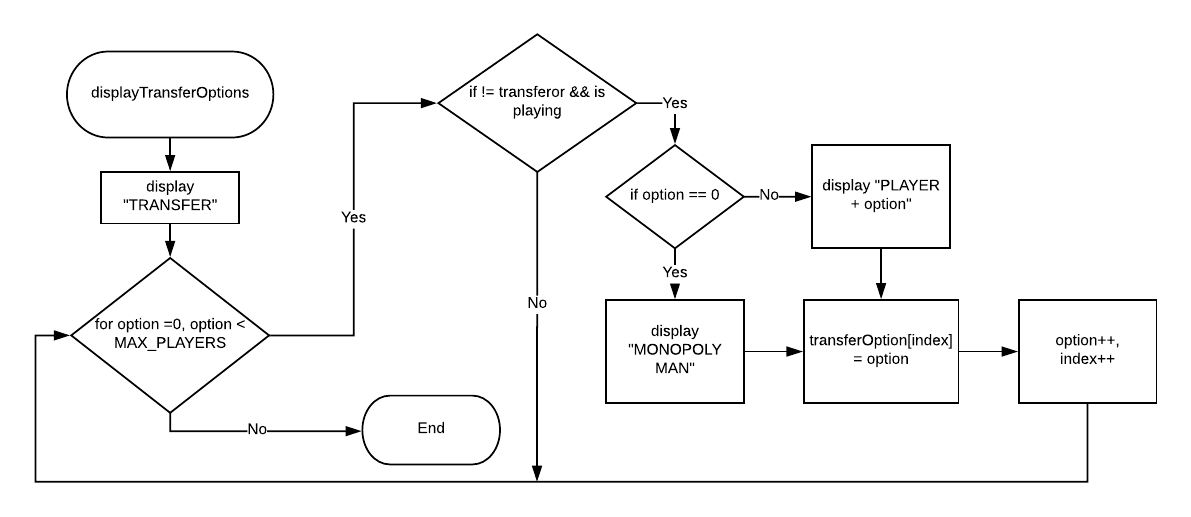 displayTransferOptions
display
"TRANSFER"
for option =0, option <
MAX_PLAYERS
No
End
Yes
if != transferor && is
playing
No
Yes
if option == 0
No
display "PLAYER
+ option"
Yes
display
"MONOPOLY
MAN"
transferOption[index]
= option
option++,
index++